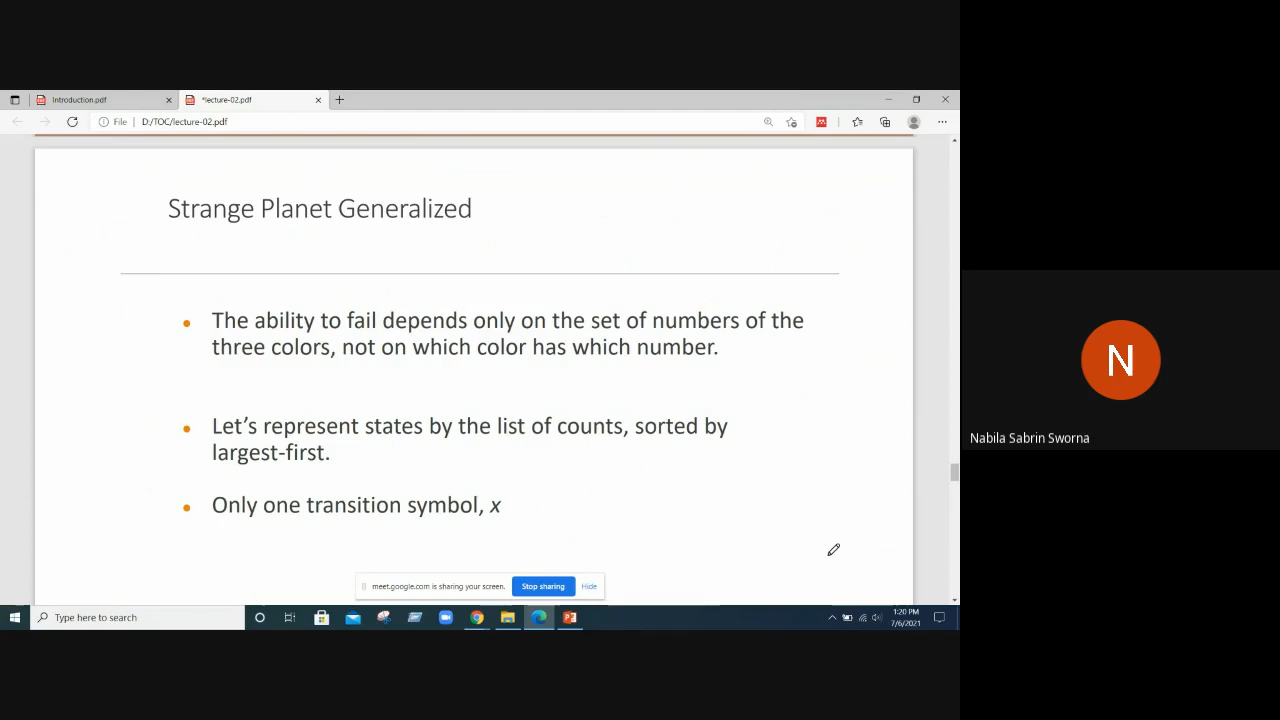 Introduction.pdf
*lecture-02.pdf
File
D:/TOC/lecture-02.pdf
Strange Planet Generalized
The ability to fail depends only on the set of numbers of the
three colors, not on which color has which number.
Let's represent states by the list of counts, sorted by
largest-first.
Only one transition symbol, x
meet.google.com is sharing your screen.
Stop sharing
Hide
Type here to search
1:20 PM
7/6/2021
N
Nabila Sabrin Sworna